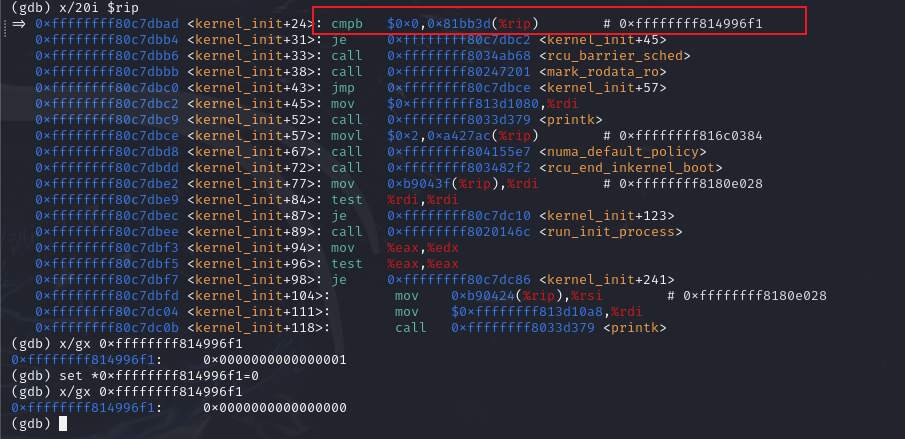 (gdb) x/20i $rip
=> 0×ffffffff80c7dbad <kernel_init+24>: cmpb $0×0,0×81bb3d(%rip) # 0×ffffffff814996f1
0×ffffffff80c7dbb4 <kernel_init+31>: je 0×ffffffff80c7dbc2 <kernel_init+45>
0×ffffffff80c7dbb6 <kernel_init+33>: call 0×ffffffff8034ab68 <rcu_barrier_sched>
0×ffffffff80c7dbbb <kernel_init+38>: call 0×ffffffff80247201 <mark_rodata_ro>
0×ffffffff80c7dbc0 <kernel_init+43>: jmp 0×ffffffff80c7dbce <kernel_init+57>
0×ffffffff80c7dbc2 <kernel_init+45>: mov $0×ffffffff813d1080,%rdi
0×ffffffff80c7dbc9 <kernel_init+52>: call 0×ffffffff8033d379 <printk>
0×ffffffff80c7dbce <kernel_init+57>: movl $0×2,0×a427ac(%rip) # 0×ffffffff816c0384
0×ffffffff80c7dbd8 <kernel_init+67>: call 0×ffffffff804155e7 <numa_default_policy>
0×ffffffff80c7dbdd <kernel_init+72>: call 0×ffffffff803482f2 <rcu_end_inkernel_boot>
0×ffffffff80c7dbe2 <kernel_init+77>: mov 0×b9043f(%rip),%rdi # 0×ffffffff8180e028
0×ffffffff80c7dbe9 <kernel_init+84>: test %rdi,%rdi
0×ffffffff80c7dbec <kernel_init+87>: je 0×ffffffff80c7dc10 <kernel_init+123>
0×ffffffff80c7dbee <kernel_init+89>: call 0×ffffffff8020146c <run_init_process>
0×ffffffff80c7dbf3 <kernel_init+94>: mov %eax,%edx
0×ffffffff80c7dbf5 <kernel_init+96>: test %eax,%eax
0×ffffffff80c7dbf7 <kernel_init+98>: je 0×ffffffff80c7dc86 <kernel_init+241>
0×ffffffff80c7dbfd <kernel_init+104>: mov 0×b90424(%rip),%rsi # 0×ffffffff8180e028
0×ffffffff80c7dc04 <kernel_init+111>: mov $0×ffffffff813d10a8,%rdi
0×ffffffff80c7dc0b <kernel_init+118>: call 0×ffffffff8033d379 <printk>
(gdb) x/gx 0×ffffffff814996f1
0×ffffffff814996f1: 0×0000000000000001
(gdb) set *0×ffffffff814996f1=0
(gdb) x/gx 0×ffffffff814996f1
0×ffffffff814996f1: 0×0000000000000000
(gdb)